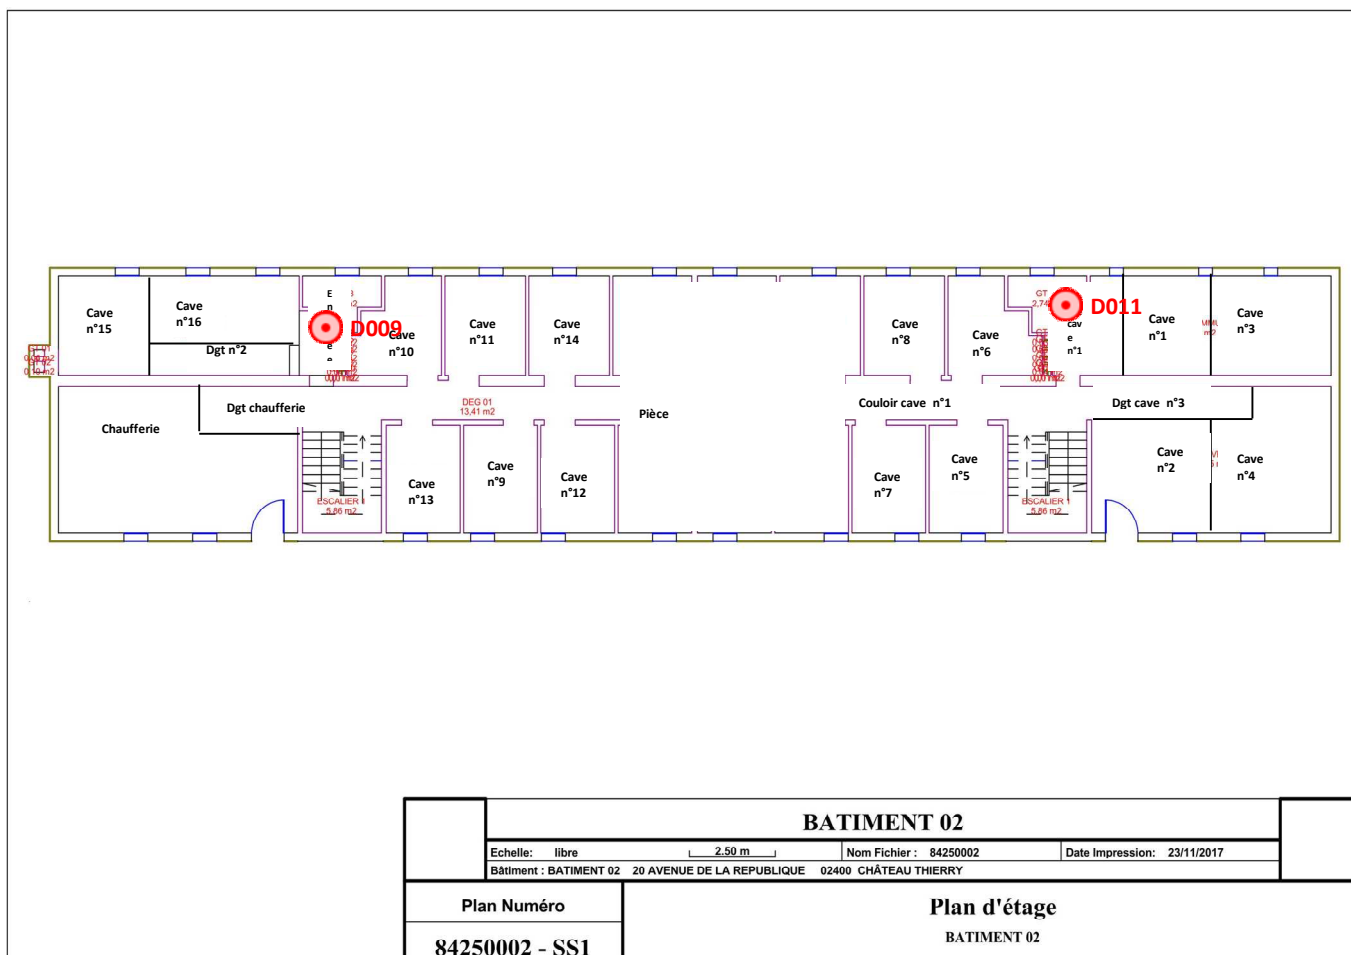 Cave
n°15
Cave
n°16
Dgt n°2
D009
Cave
n°10
Cave
n°11
Cave
n°14
Cave
n°8
Cave
n°6
D011
cav
e
n°1
Cave
n°1
Cave
n°3
Chaufferie
Dgt chaufferie
DEG 01
13,41 m2
Pièce
Couloir cave n°1
Dgt cave n°3
Cave
n°13
Cave
n°9
Cave
n°12
Cave
n°7
Cave
n°5
Cave
n°2
Cave
n°4
ESCALIER
5,86 m2
ESCALIER 1
5,86 m2
BATIMENT 02
Echelle: libre 2.50 m Nom Fichier : 84250002 Date Impression: 23/11/2017
Bâtiment : BATIMENT 02 20 AVENUE DE LA REPUBLIQUE 02400 CHÂTEAU THIERRY
Plan Numéro
84250002 - SS1
Plan d'étage
BATIMENT 02